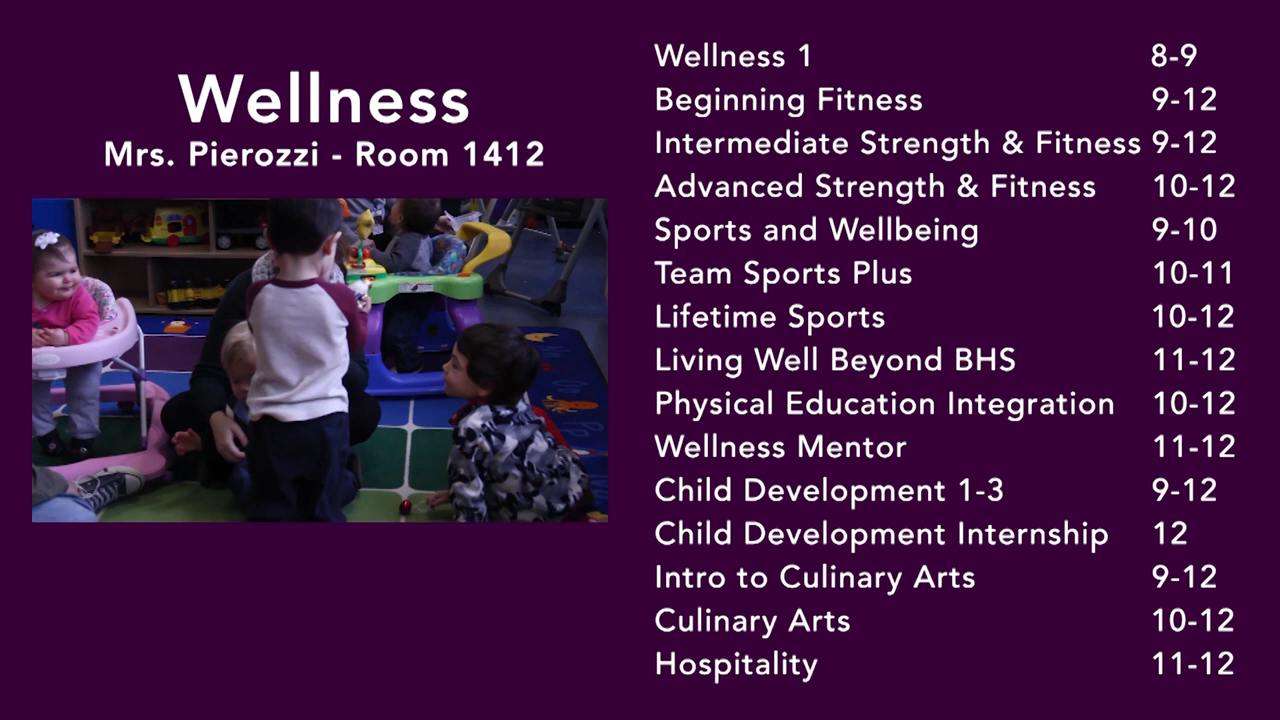 Wellness
Mrs. Pierozzi - Room 1412
Wellness 1 8-9
Beginning Fitness 9-12
Intermediate Strength & Fitness 9-12
Advanced Strength & Fitness 10-12
Sports and Wellbeing 9-10
Team Sports Plus 10-11
Lifetime Sports 10-12
Living Well Beyond BHS 11-12
Physical Education Integration 10-12
Wellness Mentor 11-12
Child Development 1-3 9-12
Child Development Internship 12
Intro to Culinary Arts 9-12
Culinary Arts 10-12
Hospitality 11-12